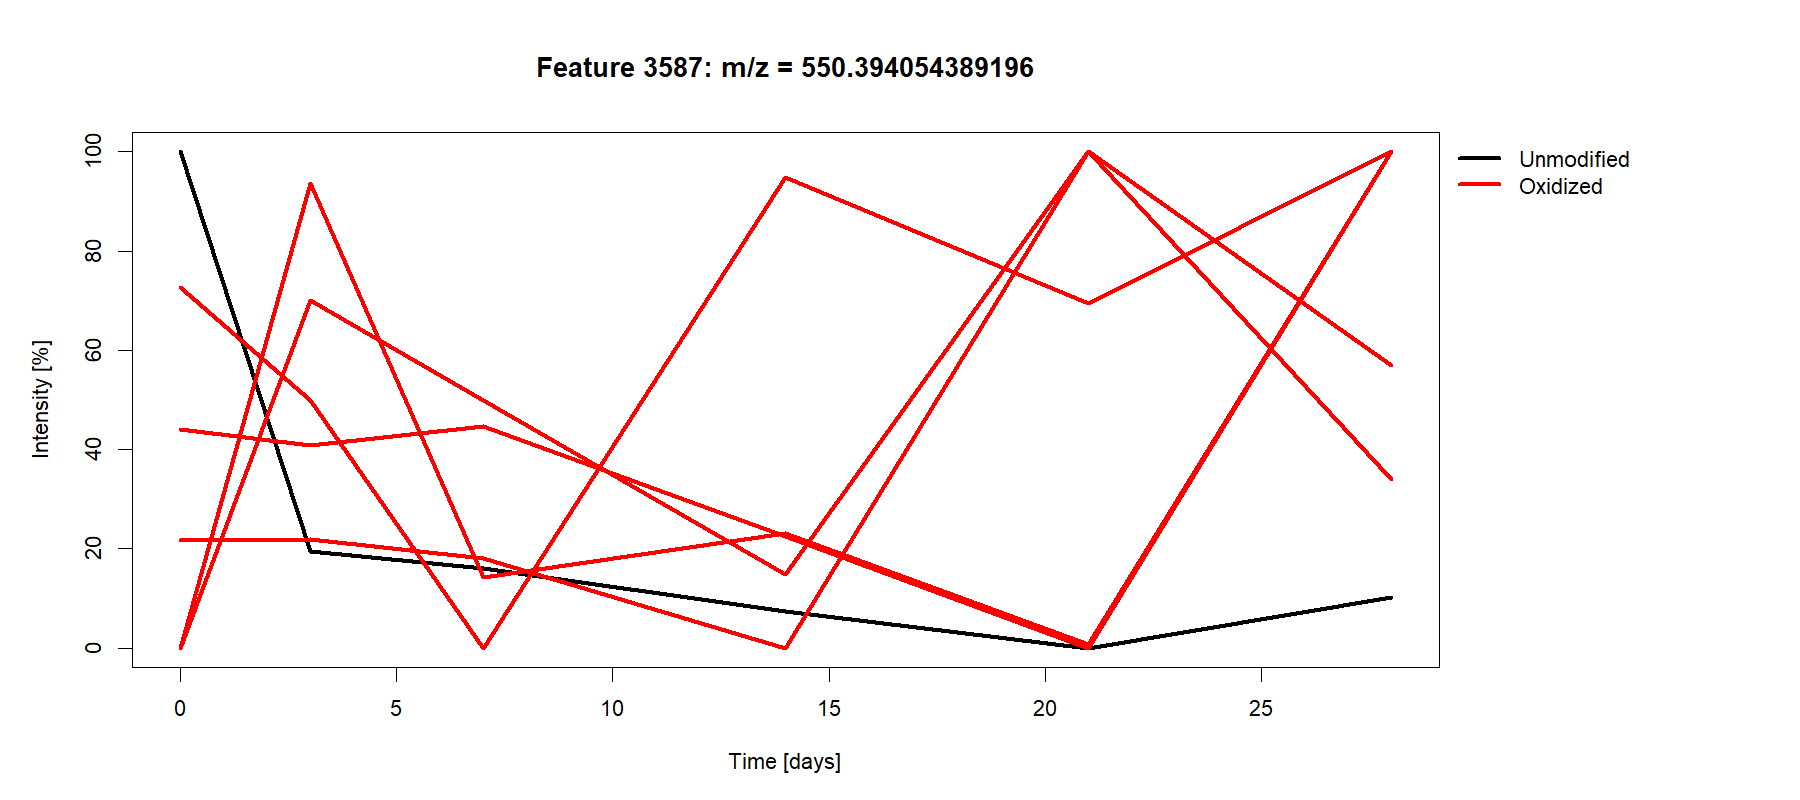 Feature 3587: m/z = 550.394054389196
Unmodified
Oxidized
Intensity [%]
100
80
60
40
20
0
0 5 10 15 20 25
Time [days]